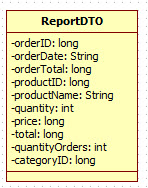 ReportDTO
-orderID: long
-orderDate: String
-orderTotal: long
-productID: long
-productName: String
-quantity: int
-price: long
-total: long
-quantityOrders: int
-categoryID: long